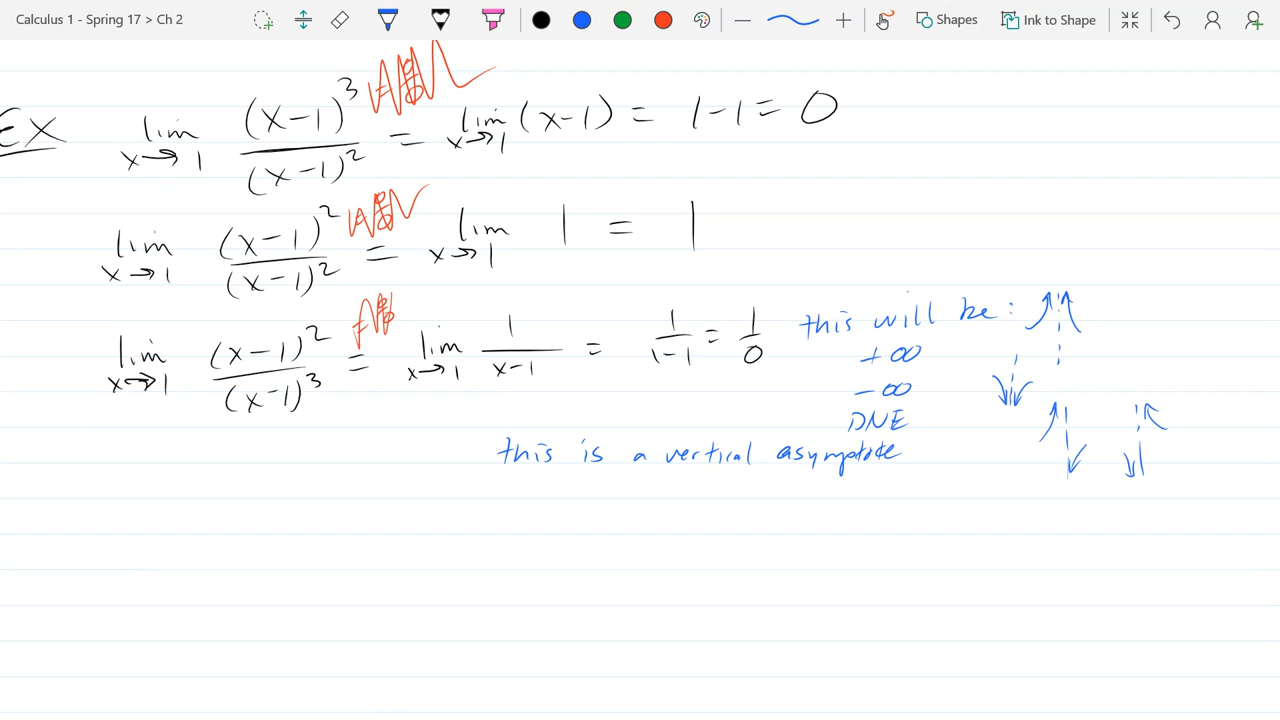 Calculus 1 - Spring 17 > Ch 2
Shapes
Ink to Shape
EX lim x→1 (x-1)^3/(x-1)^2 = lim x→1 (x-1) = 1-1 = 0
lim x→1 (x-1)^2/(x-1)^2 = lim x→1 1 = 1
lim x→1 (x-1)^2/(x-1)^3 = lim x→1 1/(x-1) = 1/(1-1) = 1/0 this will be:
+∞
-∞
DNE
this is a vertical asymptote